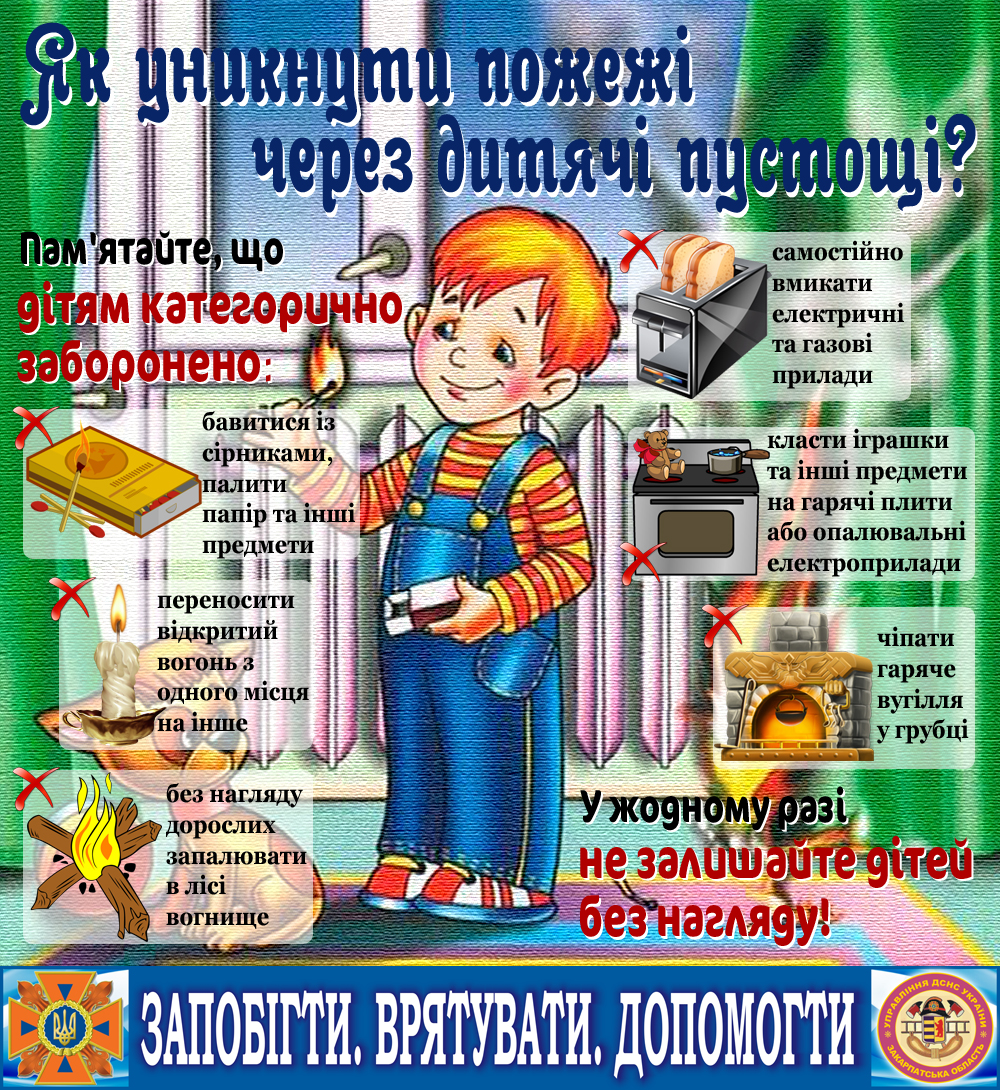 Як уникнути пожежі
через дитячі пустощі?
Пам'ятайте, що
дітям категорично
заборонено:
бавитися із
сірниками,
палити
папір та інші
предмети
переносити
відкритий
вогонь з
одного місця
на інше
без нагляду
дорослих
запалювати
в лісі
вогнище
самостійно
вмикати
електричні
та газові
прилади
класти іграшки
та інші предмети
на гарячі плити
або опалювальні
електроприлади
чіпати
гаряче
вугілля
у грубці
У жодному разі
не залишайте дітей
без нагляду!
ЗАПОБІГТИ. ВРЯТУВАТИ. ДОПОМОГТИ
УПРАВЛІННЯ ДСНС УКРАЇНИ
ЗАКАРПАТСЬКА ОБЛАСТЬ